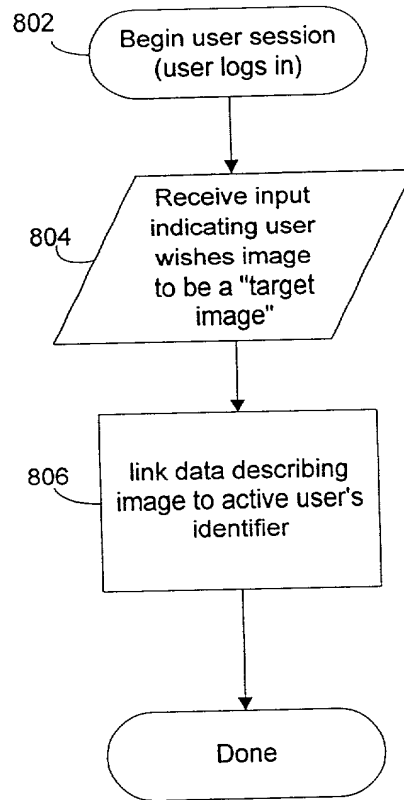 802
Begin user session
(user logs in)
804
Receive input
indicating user
wishes image
to be a "target
image"
806
link data describing
image to active user's
identifier
Done